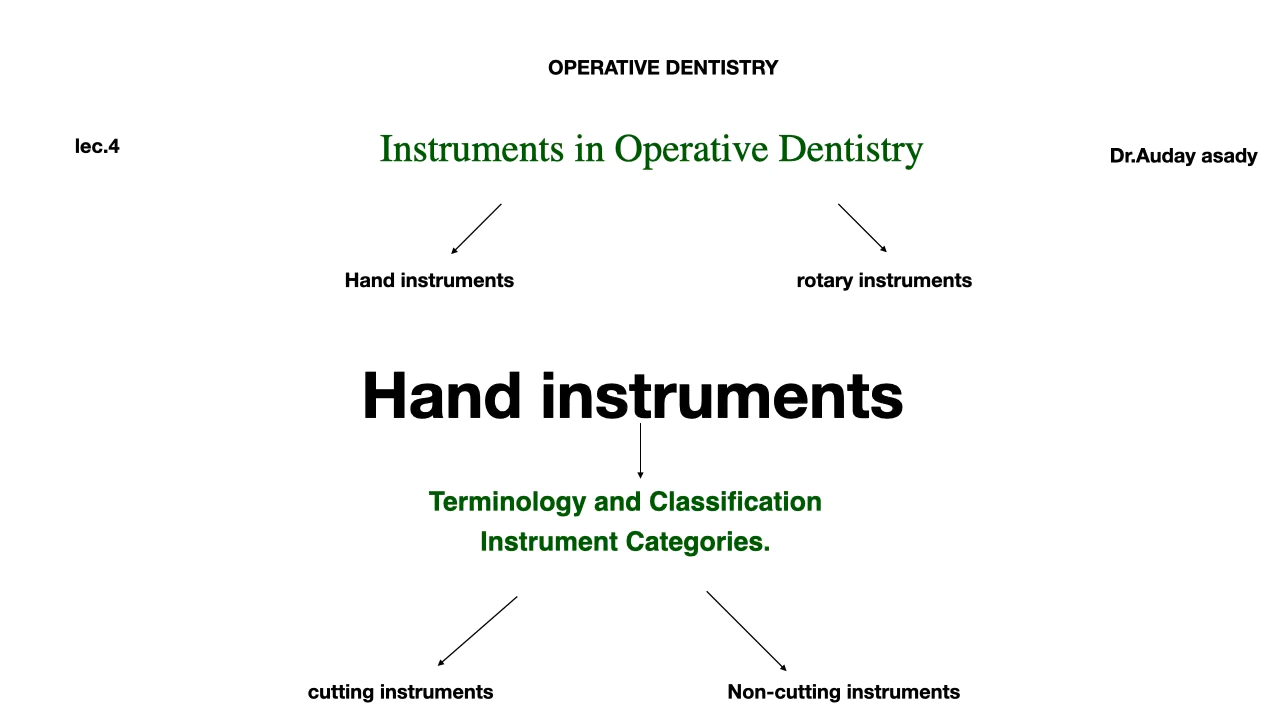 OPERATIVE DENTISTRY
lec.4
Instruments in Operative Dentistry
Dr.Auday asady
Hand instruments
rotary instruments
Hand instruments
Terminology and Classification
Instrument Categories.
cutting instruments
Non-cutting instruments